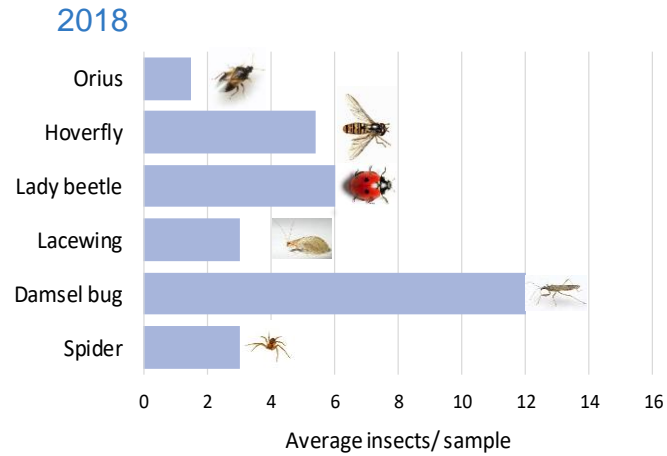 2018
Orius
Hoverfly
Lady beetle
Lacewing
Damsel bug
Spider
0 2 4 6 8 10 12 14 16
Average insects/ sample